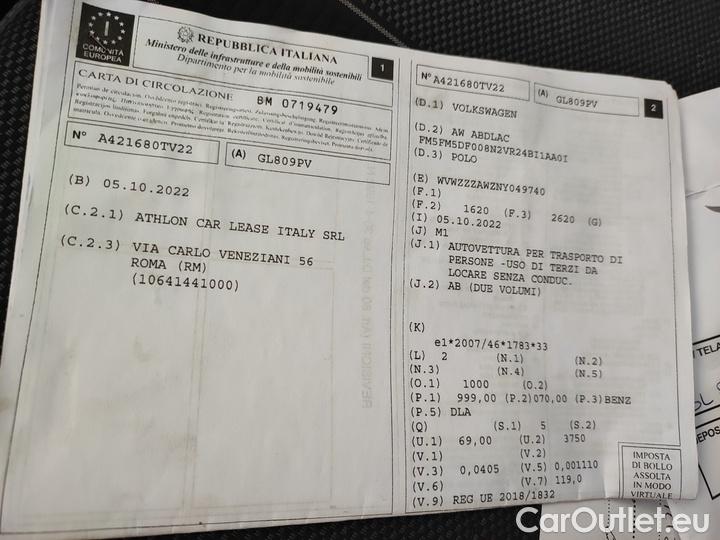 I
COMUNITÀ
EUROPEA
REPUBBLICA ITALIANA
Ministero delle infrastrutture e della mobilità sostenibili
Dipartimento per la mobilità sostenibile
1
CARTA DI CIRCOLAZIONE
BM 0719479
N° A421680TV22
(A) GL809PV
(B) 05.10.2022
(C.2.1) ATHLON CAR LEASE ITALY SRL
(C.2.3) VIA CARLO VENEZIANI 56
ROMA (RM)
(10641441000)
N° A421680TV22
(A) GL809PV
2
(D.1) VOLKSWAGEN
(D.2) AW ABDLAC
FM5FM5DF008N2VR24BI1AA0I
(D.3) POLO
(E) WVWZZZAWZNY049740
(F.1)
(F.2) 1620 (F.3) 2620 (G)
(I) 05.10.2022
(J) M1
(J.1) AUTOVETTURA PER TRASPORTO DI
PERSONE -USO DI TERZI DA
LOCARE SENZA CONDUC.
(J.2) AB (DUE VOLUMI)
(K)
e1*2007/46*1783*33
(L) 2 (N.1) (N.2)
(N.3) (N.4) (N.5)
(O.1) 1000 (O.2)
(P.1) 999,00 (P.2)070,00 (P.3)BENZ
(P.5) DLA
(Q) (S.1) 5 (S.2)
(U.1) 69,00 (U.2) 3750
(V.1) (V.2)
(V.3) 0,0405 (V.5) 0,001110
(V.6) (V.7) 119,0
(V.9) REG UE 2018/1832
IMPOSTA
DI BOLLO
ASSOLTA
IN MODO
VIRTUALE
CarOutlet.eu